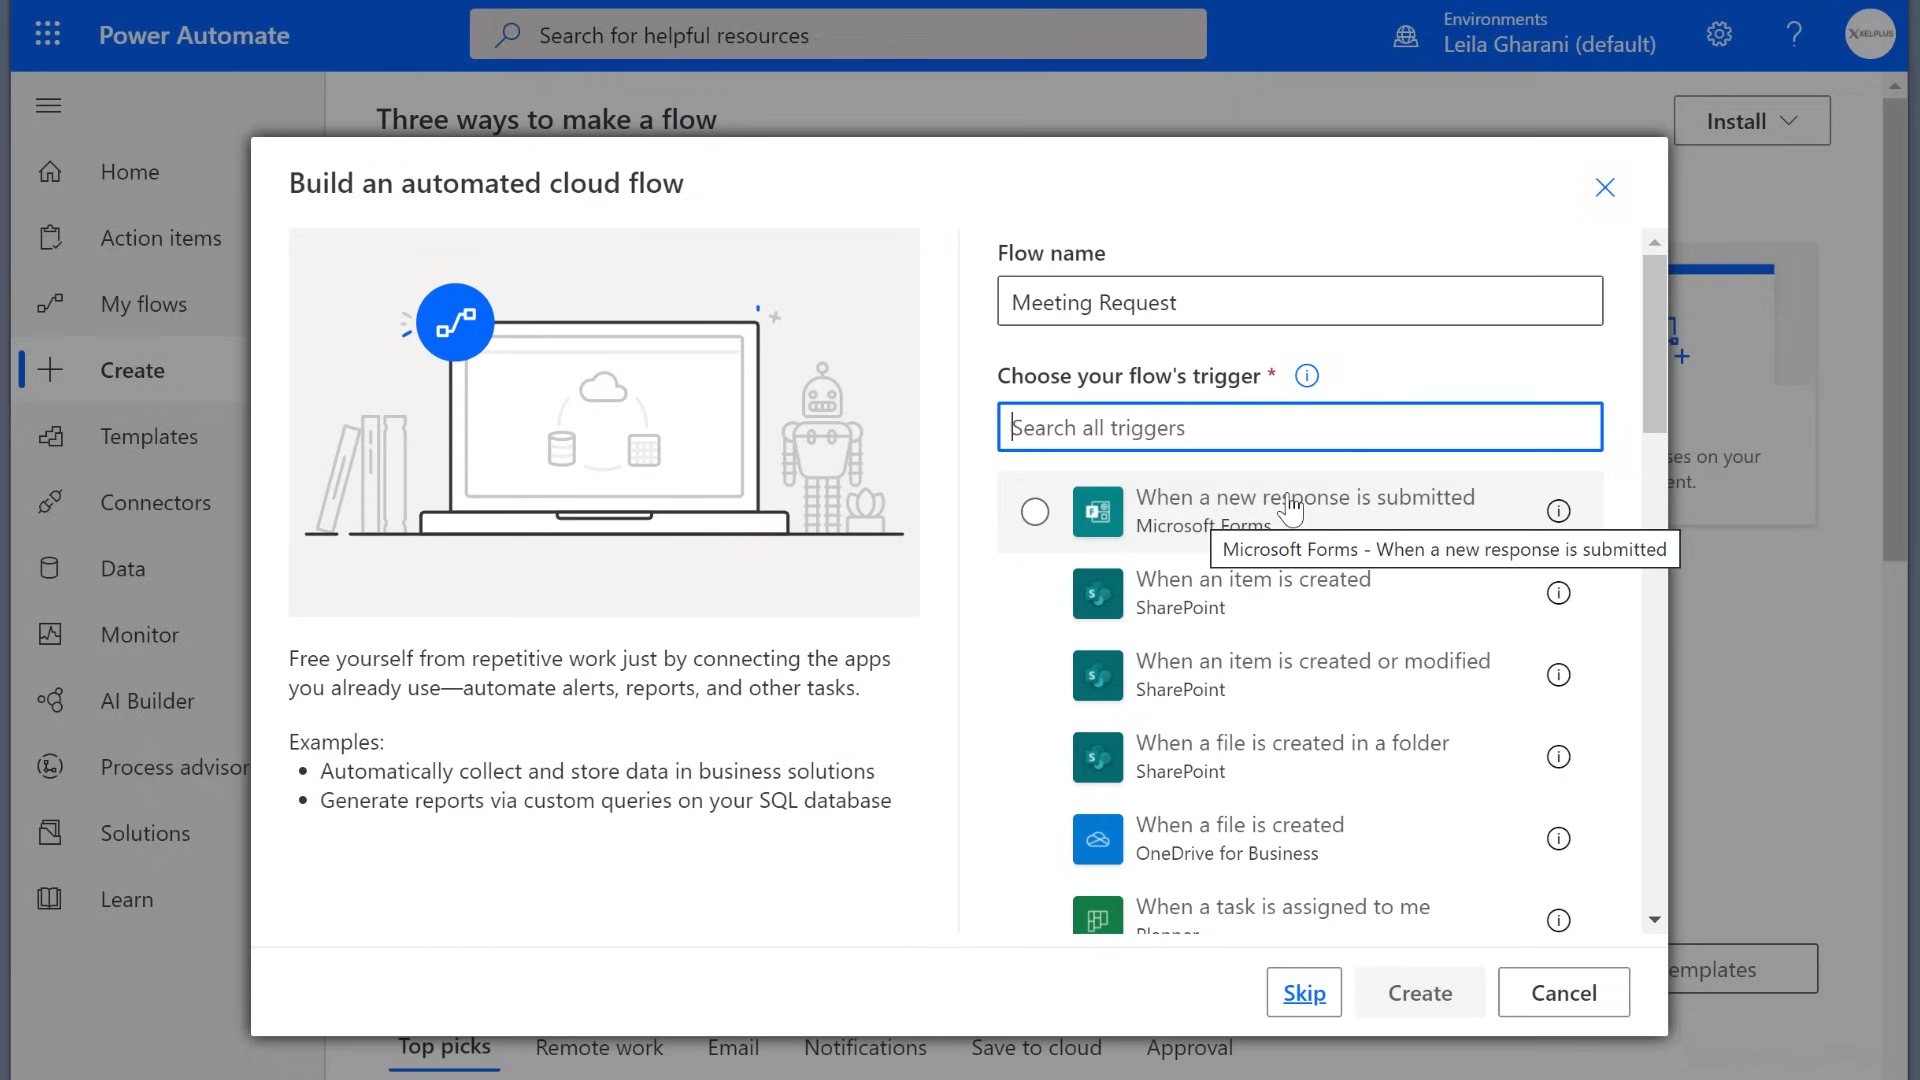 Power Automate
Search for helpful resources
Environments
Leila Gharani (default)
XELPLUS
Three ways to make a flow
Install
Home
Action items
My flows
Create
Templates
Connectors
Data
Monitor
AI Builder
Process advisor
Solutions
Learn
Build an automated cloud flow
Free yourself from repetitive work just by connecting the apps
you already use—automate alerts, reports, and other tasks.
Examples:
• Automatically collect and store data in business solutions
• Generate reports via custom queries on your SQL database
Flow name
Meeting Request
Choose your flow's trigger *
Search all triggers
When a new response is submitted
Microsoft Forms
Microsoft Forms - When a new response is submitted
When an item is created
SharePoint
When an item is created or modified
SharePoint
When a file is created in a folder
SharePoint
When a file is created
OneDrive for Business
When a task is assigned to me
Planner
ses on your
ent.
emplates
Skip
Create
Cancel
Top picks
Remote work
Email
Notifications
Save to cloud
Approval